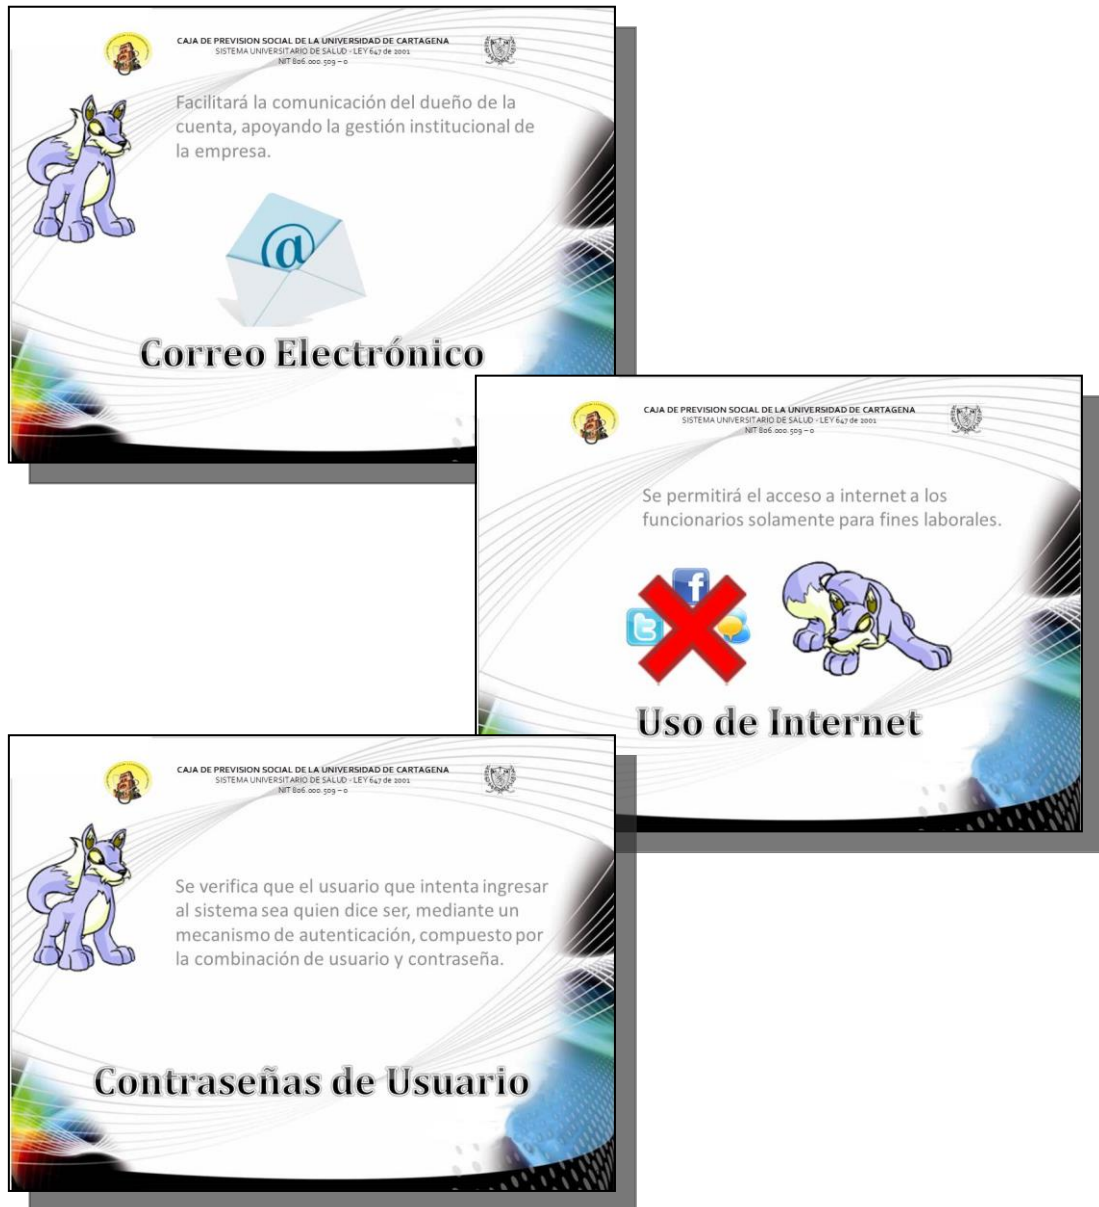 CAJA DE PREVISION SOCIAL DE LA UNIVERSIDAD DE CARTAGENA
SISTEMA UNIVERSITARIO DE SALUD - LEY 647 de 2001
NIT 806.000.509 – 0
Facilitará la comunicación del dueño de la
cuenta, apoyando la gestión institucional de
la empresa.
@
Correo Electrónico
CAJA DE PREVISION SOCIAL DE LA UNIVERSIDAD DE CARTAGENA
SISTEMA UNIVERSITARIO DE SALUD - LEY 647 de 2001
NIT 806.000.509 – 0
Se permitirá el acceso a internet a los
funcionarios solamente para fines laborales.
f
t
Uso de Internet
CAJA DE PREVISION SOCIAL DE LA UNIVERSIDAD DE CARTAGENA
SISTEMA UNIVERSITARIO DE SALUD - LEY 647 de 2001
NIT 806.000.509 – 0
Se verifica que el usuario que intenta ingresar
al sistema sea quien dice ser, mediante un
mecanismo de autenticación, compuesto por
la combinación de usuario y contraseña.
Contraseñas de Usuario